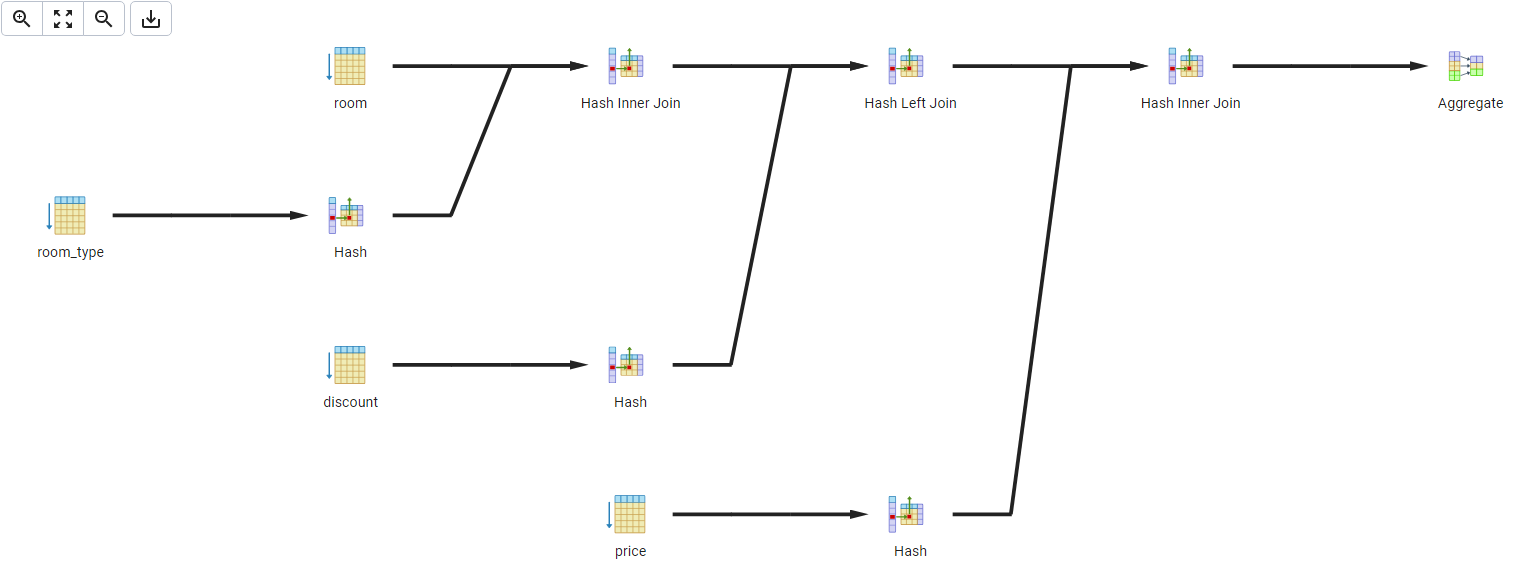 room
Hash Inner Join
Hash Left Join
Hash Inner Join
Aggregate
room_type
Hash
discount
Hash
price
Hash